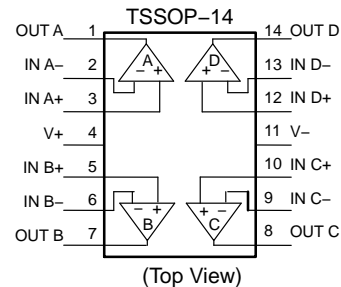 TSSOP−14
OUT A 1 14 OUT D
IN A− 2 A D 13 IN D−
− + + −
IN A+ 3 12 IN D+
V+ 4 11 V−
IN B+ 5 10 IN C+
IN B− 6 − + + − 9 IN C−
B C
OUT B 7 8 OUT C
(Top View)